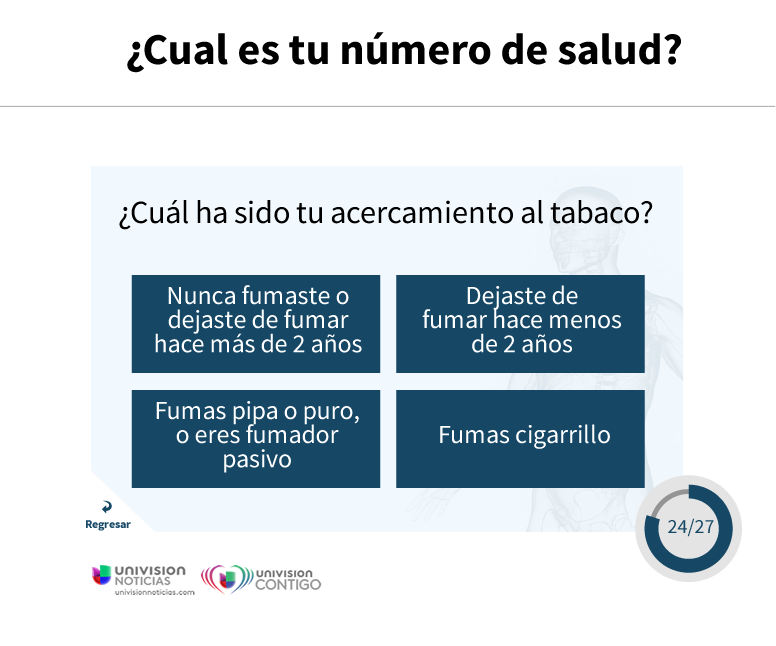 ¿Cual es tu número de salud?
¿Cuál ha sido tu acercamiento al tabaco?
Nunca fumaste o
dejaste de fumar
hace más de 2 años
Dejaste de
fumar hace menos
de 2 años
Fumas pipa o puro,
o eres fumador
pasivo
Fumas cigarrillo
Regresar
24/27
UNIVISION
NOTICIAS
univisionnoticias.com
UNIVISION
CONTIGO